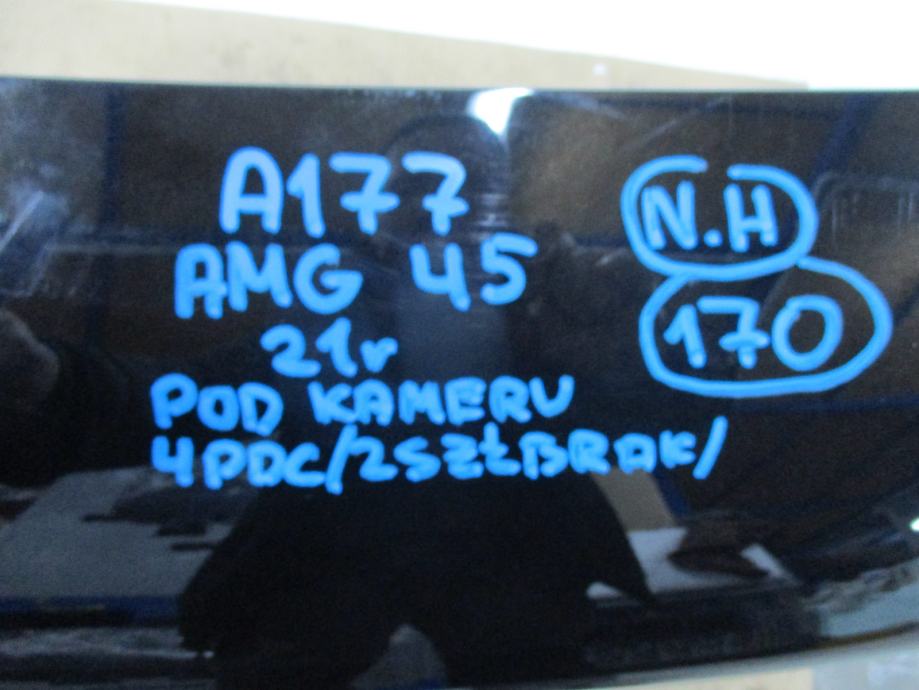 A177
AMG 45
21r
POD KAMERU
4PDC/2SZŁBRAK/
N.H
170